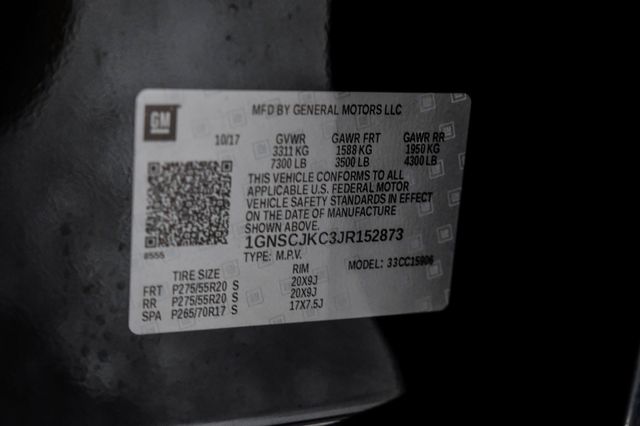 MFD BY GENERAL MOTORS LLC
GM
10/17 GVWR GAWR FRT GAWR RR
3311 KG 1588 KG 1950 KG
7300 LB 3500 LB 4300 LB
THIS VEHICLE CONFORMS TO ALL
APPLICABLE U.S. FEDERAL MOTOR
VEHICLE SAFETY STANDARDS IN EFFECT
ON THE DATE OF MANUFACTURE
SHOWN ABOVE.
1GNSCJKC3JR152873
#555
TYPE: M.P.V. MODEL: 33CC15906
TIRE SIZE RIM
FRT P275/55R20 S 20X9J
RR P275/55R20 S 20X9J
SPA P265/70R17 S 17X7.5J